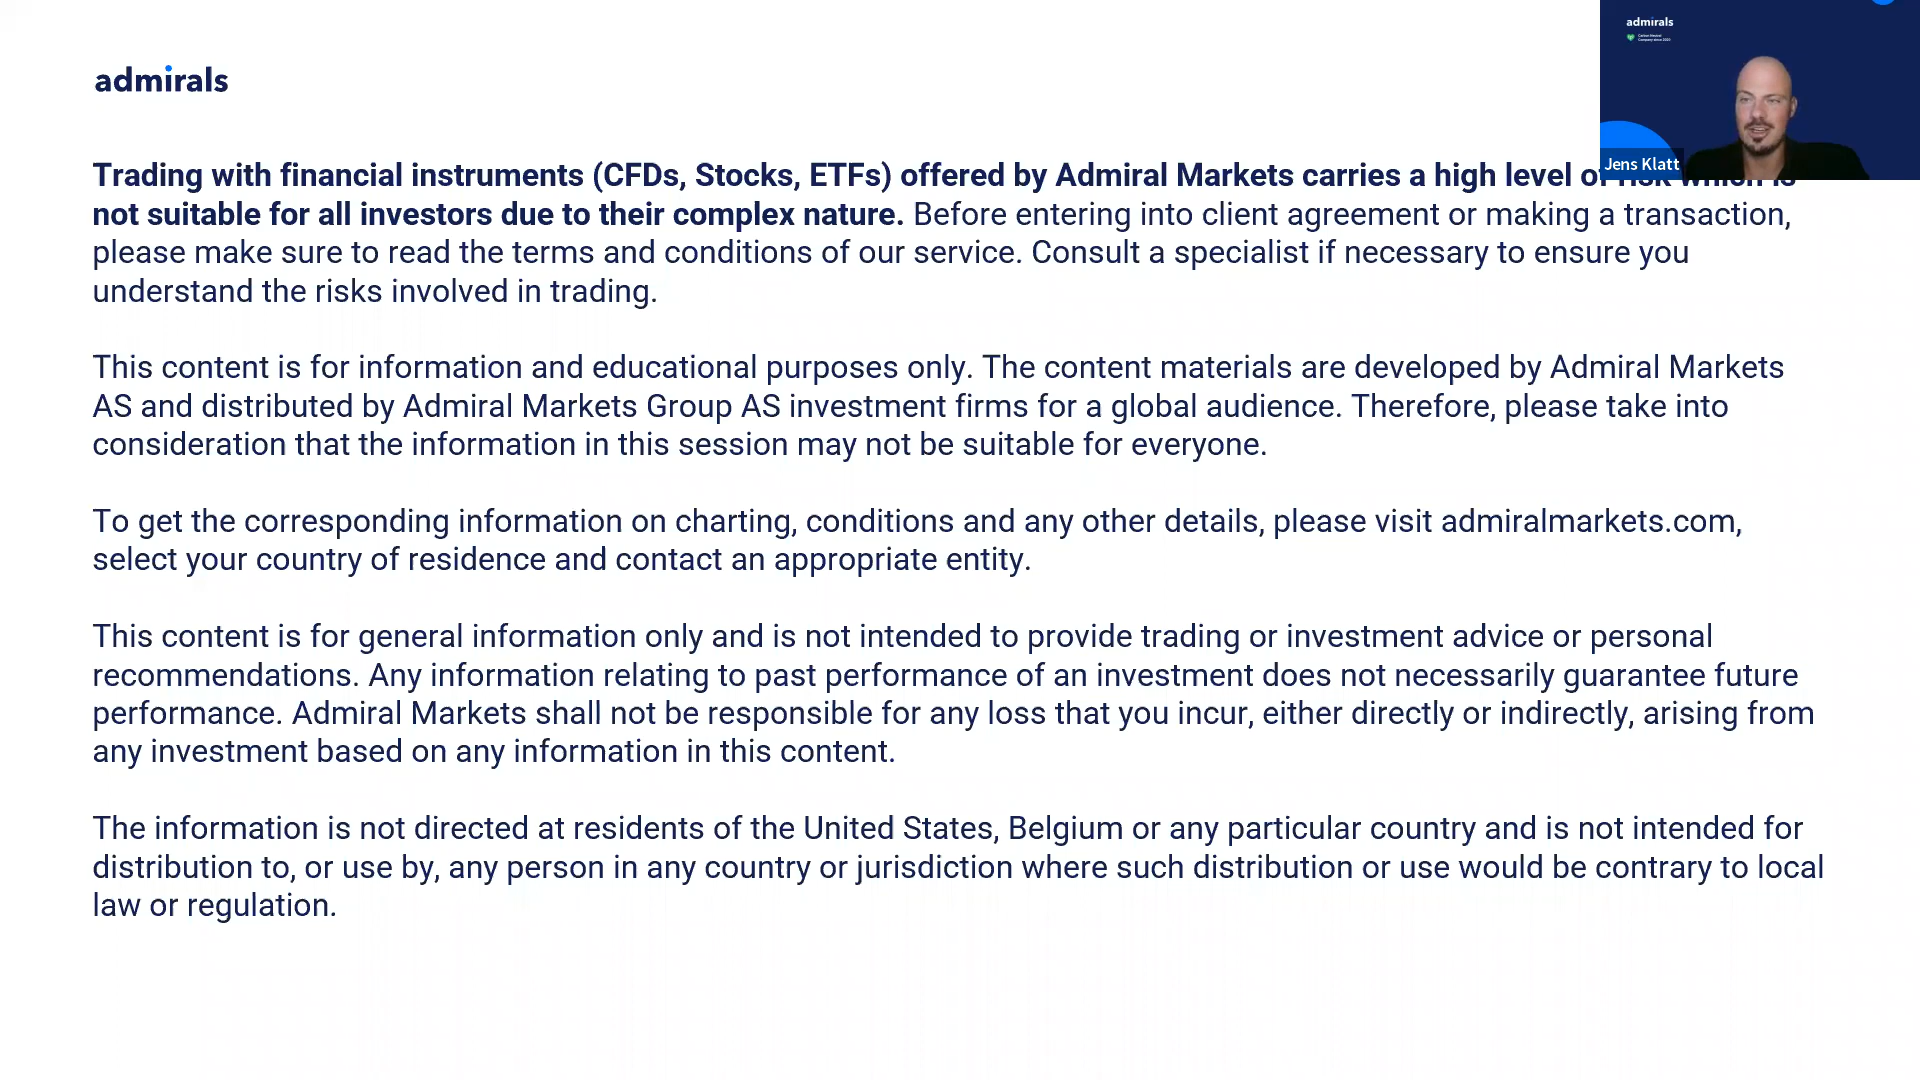 admirals
admirals
Carbon Neutral
Company since 2020
Jens Klatt
Trading with financial instruments (CFDs, Stocks, ETFs) offered by Admiral Markets carries a high level of risk which is
not suitable for all investors due to their complex nature. Before entering into client agreement or making a transaction,
please make sure to read the terms and conditions of our service. Consult a specialist if necessary to ensure you
understand the risks involved in trading.
This content is for information and educational purposes only. The content materials are developed by Admiral Markets
AS and distributed by Admiral Markets Group AS investment firms for a global audience. Therefore, please take into
consideration that the information in this session may not be suitable for everyone.
To get the corresponding information on charting, conditions and any other details, please visit admiralmarkets.com,
select your country of residence and contact an appropriate entity.
This content is for general information only and is not intended to provide trading or investment advice or personal
recommendations. Any information relating to past performance of an investment does not necessarily guarantee future
performance. Admiral Markets shall not be responsible for any loss that you incur, either directly or indirectly, arising from
any investment based on any information in this content.
The information is not directed at residents of the United States, Belgium or any particular country and is not intended for
distribution to, or use by, any person in any country or jurisdiction where such distribution or use would be contrary to local
law or regulation.